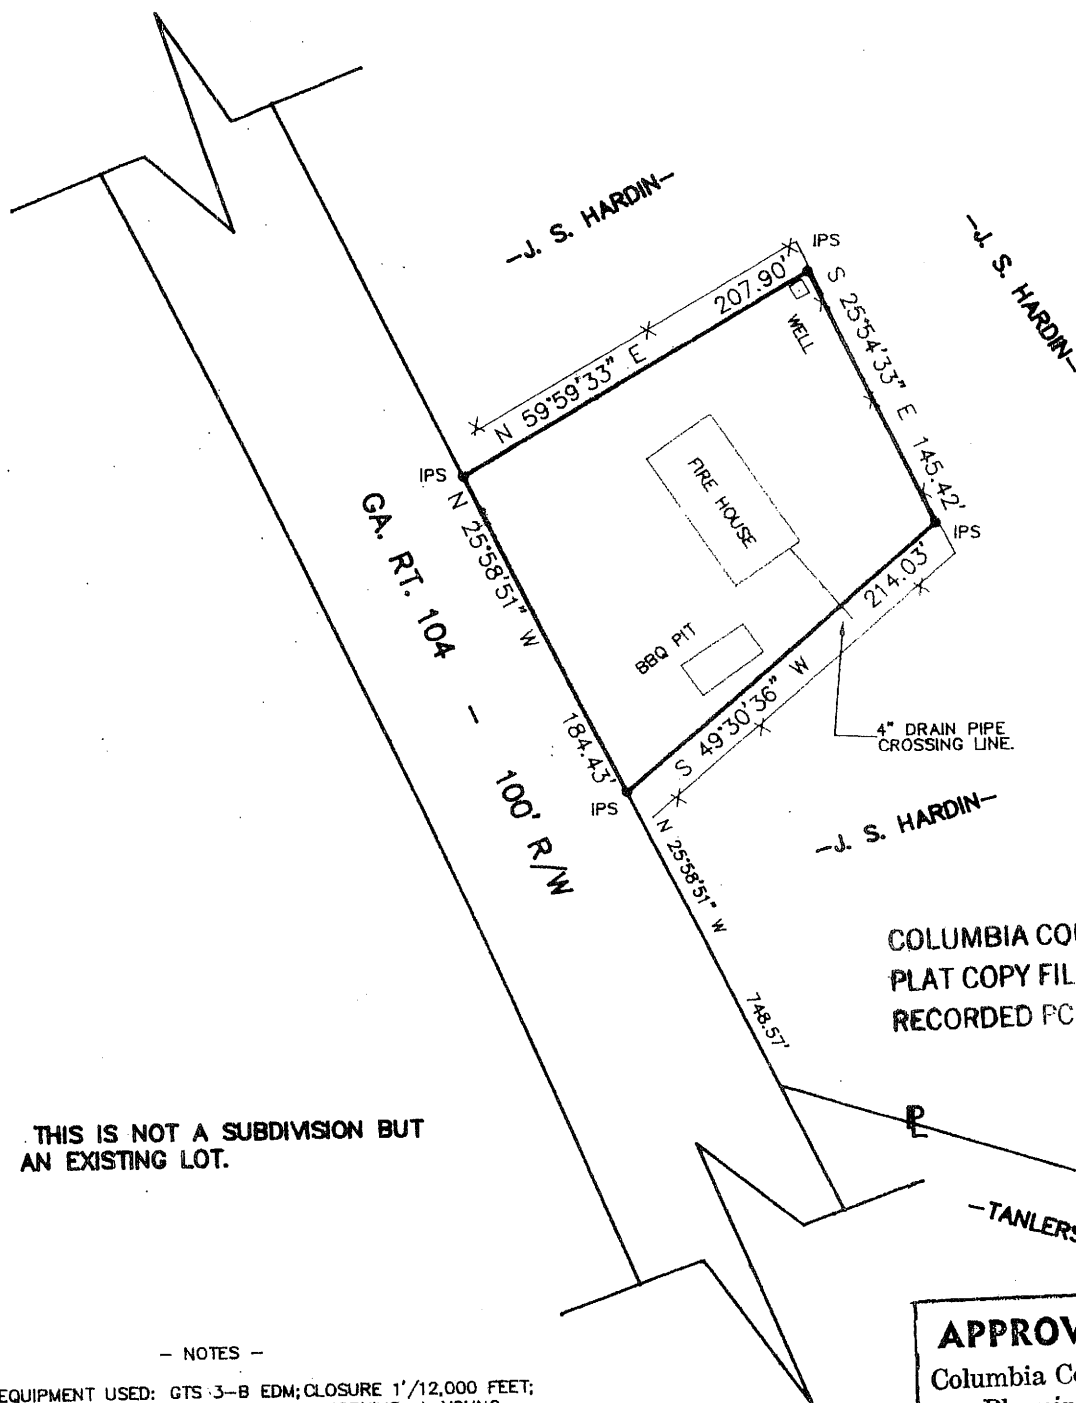 -J. S. HARDIN-
-J. S. HARDIN-
IPS
207.90'
N 59°59'33" E
S 25°54'33" E 145.42'
WELL
IPS
FIRE HOUSE
IPS
N 25°58'51" W
184.43'
GA. RT. 104 - 100' R/W
214.03'
S 49°30'36" W
BBQ PIT
4" DRAIN PIPE
CROSSING LINE.
IPS
-J. S. HARDIN-
N 25°58'51" W
748.57'
COLUMBIA COU
PLAT COPY FIL
RECORDED PC
PL
THIS IS NOT A SUBDIVISION BUT
AN EXISTING LOT.
-TANLERS
APPROV
Columbia Co
- NOTES -
EQUIPMENT USED: GTS 3-B EDM; CLOSURE 1'/12,000 FEET;